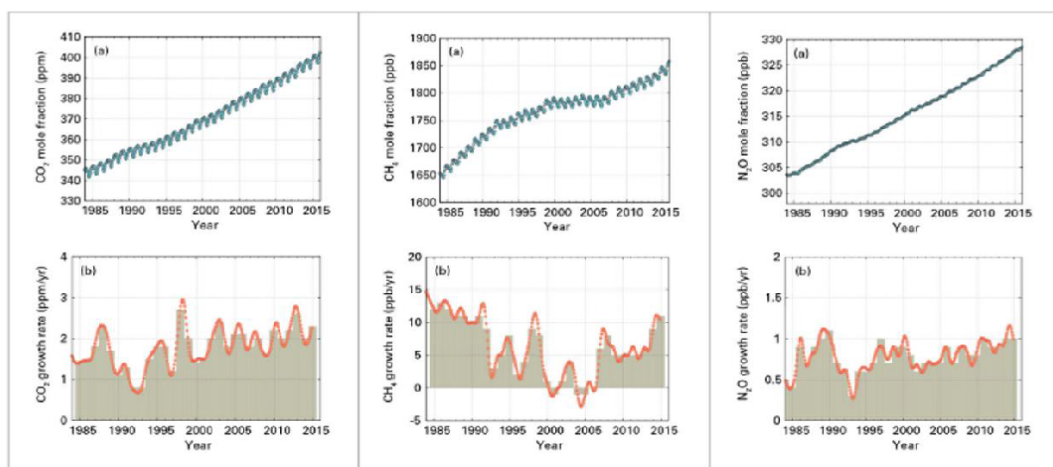 (a)
CO₂ mole fraction (ppm)
410
400
390
380
370
360
350
340
330
1985 1990 1995 2000 2005 2010 2015
Year
(a)
CH₄ mole fraction (ppb)
1900
1850
1800
1750
1700
1650
1600
1985 1990 1995 2000 2005 2010 2015
Year
(a)
N₂O mole fraction (ppb)
330
325
320
315
310
305
300
1985 1990 1995 2000 2005 2010 2015
Year
(b)
CO₂ growth rate (ppm/yr)
4
3
2
1
0
1985 1990 1995 2000 2005 2010 2015
Year
(b)
CH₄ growth rate (ppb/yr)
20
15
10
5
0
-5
1985 1990 1995 2000 2005 2010 2015
Year
(b)
N₂O growth rate (ppb/yr)
2
1.5
1
0.5
0
1985 1990 1995 2000 2005 2010 2015
Year